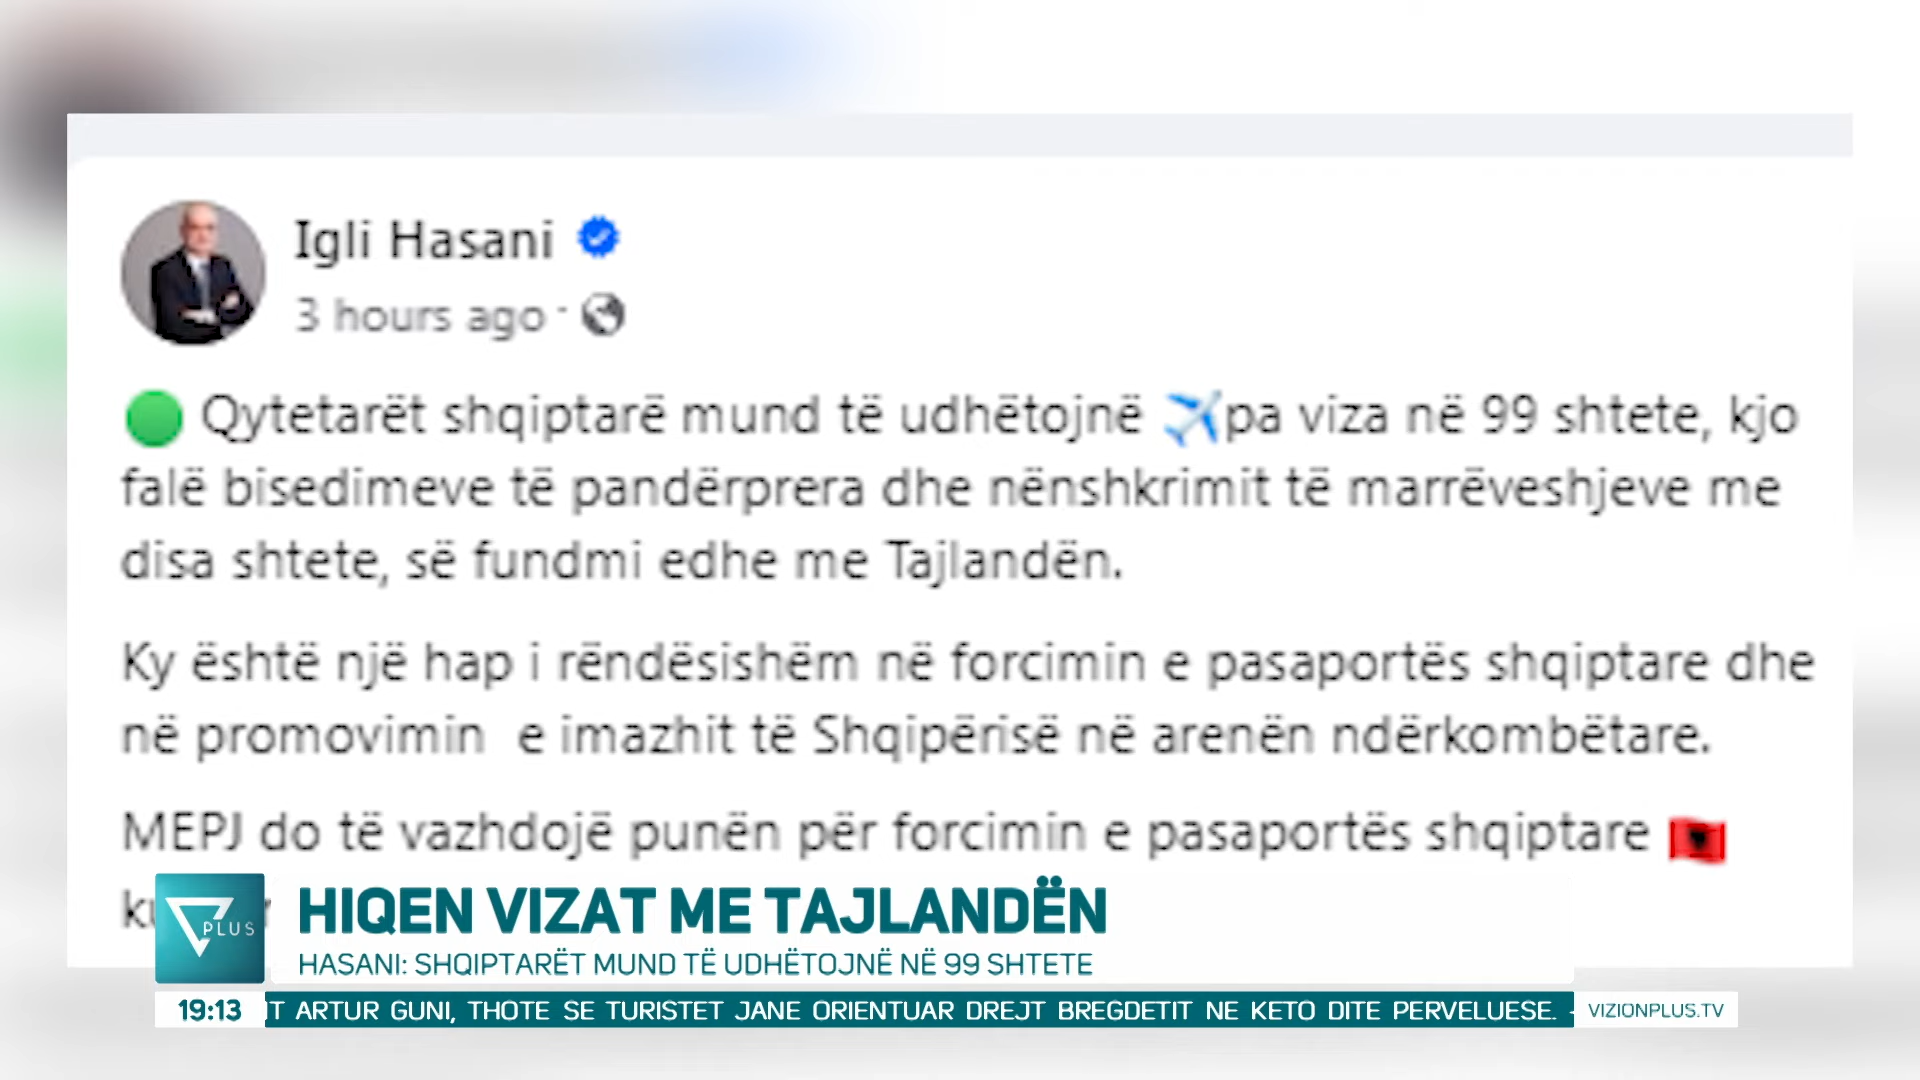 Igli Hasani
3 hours ago ·
Qytetarët shqiptarë mund të udhëtojnë pa viza në 99 shtete, kjo
falë bisedimeve të pandërprera dhe nënshkrimit të marrëveshjeve me
disa shtete, së fundmi edhe me Tajlandën.
Ky është një hap i rëndësishëm në forcimin e pasaportës shqiptare dhe
në promovimin e imazhit të Shqipërisë në arenën ndërkombëtare.
MEPJ do të vazhdojë punën për forcimin e pasaportës shqiptare
PLUS
HIQEN VIZAT ME TAJLANDËN
HASANI: SHQIPTARËT MUND TË UDHËTOJNË NË 99 SHTETE
19:13 ARTUR GUNI, THOTE SE TURISTET JANE ORIENTUAR DREJT BREGDETIT NE KETO DITE PERVELUESE. VIZIONPLUS.TV